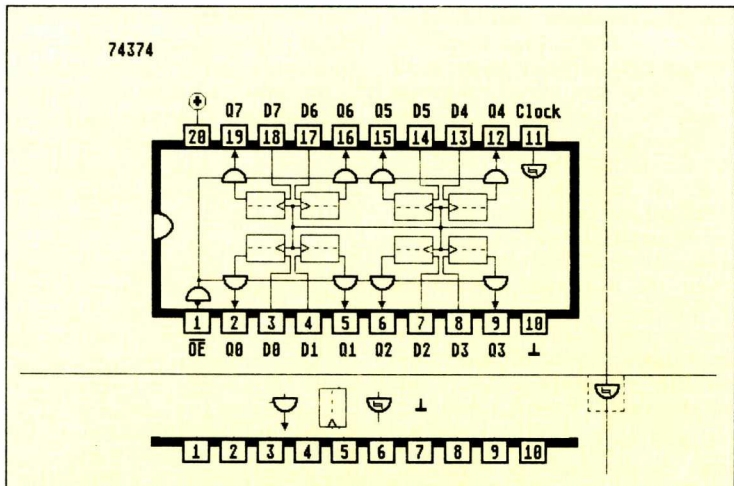 74374
Q7 D7 D6 Q6 Q5 D5 D4 Q4 Clock
20 19 18 17 16 15 14 13 12 11
1 2 3 4 5 6 7 8 9 10
OE Q0 D0 D1 Q1 Q2 D2 D3 Q3
1 2 3 4 5 6 7 8 9 10